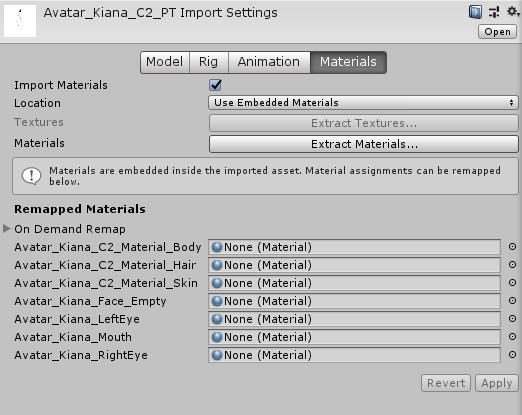 Avatar_Kiana_C2_PT Import Settings
Open
Model Rig Animation Materials
Import Materials
Location Use Embedded Materials
Textures Extract Textures...
Materials Extract Materials...
Materials are embedded inside the imported asset. Material assignments can be remapped
below.
Remapped Materials
On Demand Remap
Avatar_Kiana_C2_Material_Body None (Material)
Avatar_Kiana_C2_Material_Hair None (Material)
Avatar_Kiana_C2_Material_Skin None (Material)
Avatar_Kiana_Face_Empty None (Material)
Avatar_Kiana_LeftEye None (Material)
Avatar_Kiana_Mouth None (Material)
Avatar_Kiana_RightEye None (Material)
Revert Apply